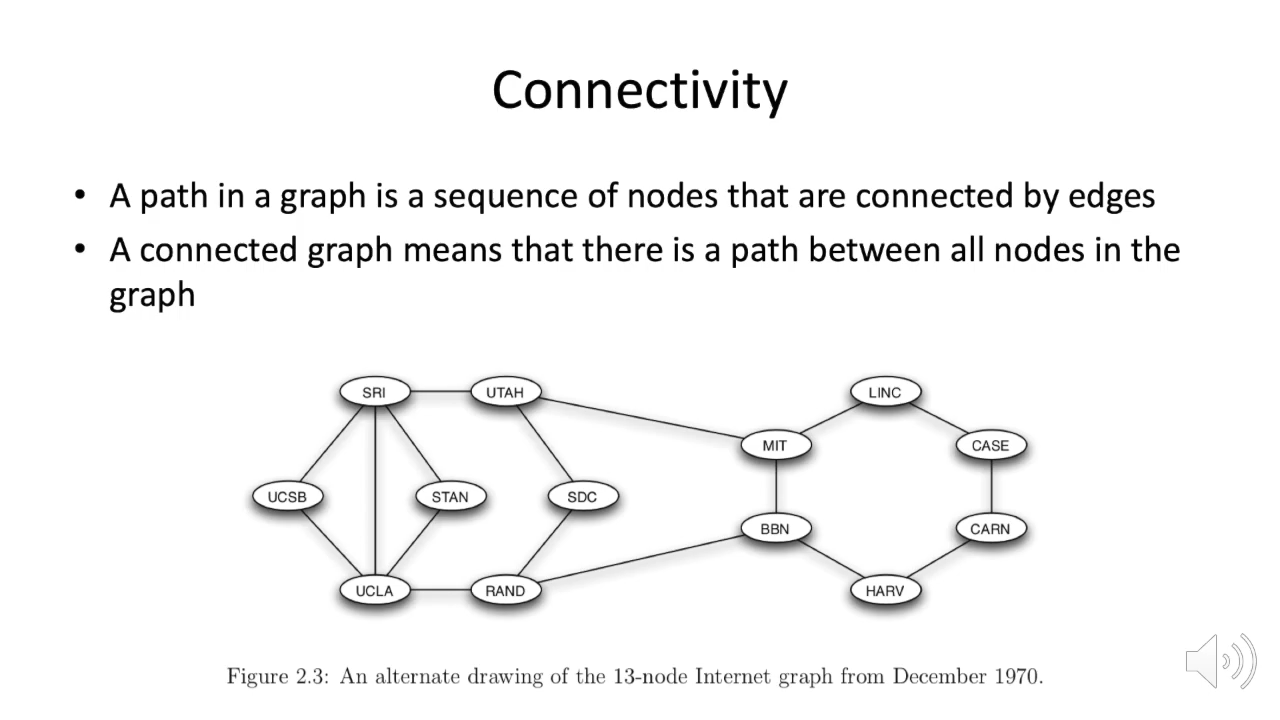 Connectivity
• A path in a graph is a sequence of nodes that are connected by edges
• A connected graph means that there is a path between all nodes in the
graph
SRI
UTAH
LINC
MIT
CASE
UCSB
STAN
SDC
BBN
CARN
UCLA
RAND
HARV
Figure 2.3: An alternate drawing of the 13-node Internet graph from December 1970.